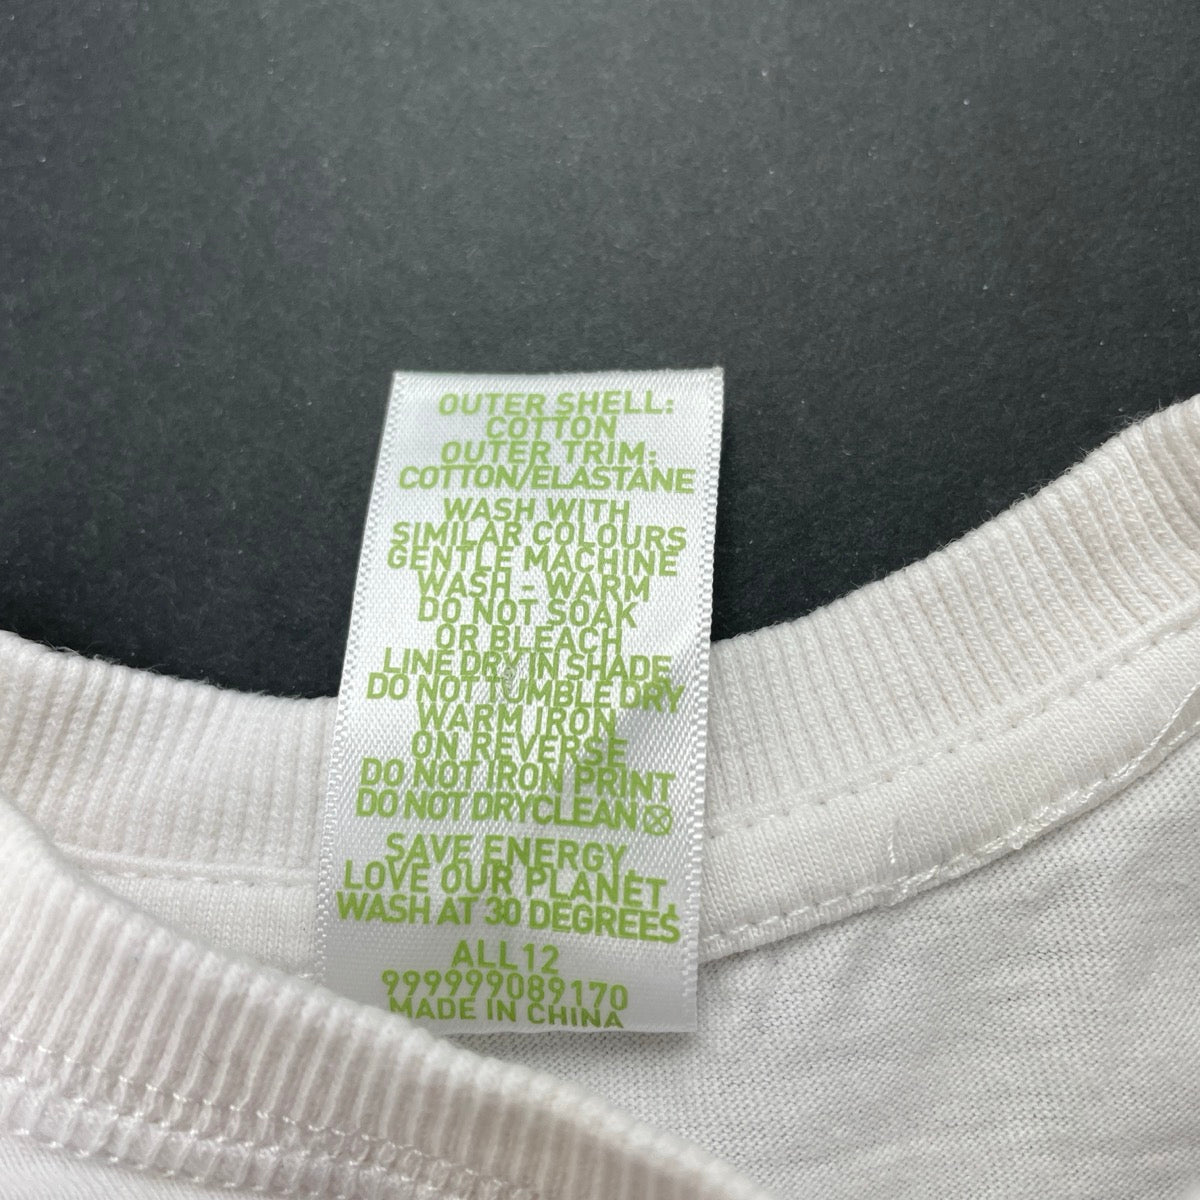 OUTER SHELL:
COTTON
OUTER TRIM:
COTTON/ELASTANE
WASH WITH
SIMILAR COLOURS
GENTLE MACHINE
WASH - WARM
DO NOT SOAK
OR BLEACH
LINE DRY IN SHADE
DO NOT TUMBLE DRY
WARM IRON
ON REVERSE
DO NOT IRON PRINT
DO NOT DRYCLEAN
SAVE ENERGY,
LOVE OUR PLANET,
WASH AT 30 DEGREES
ALL 12
999999089170
MADE IN CHINA